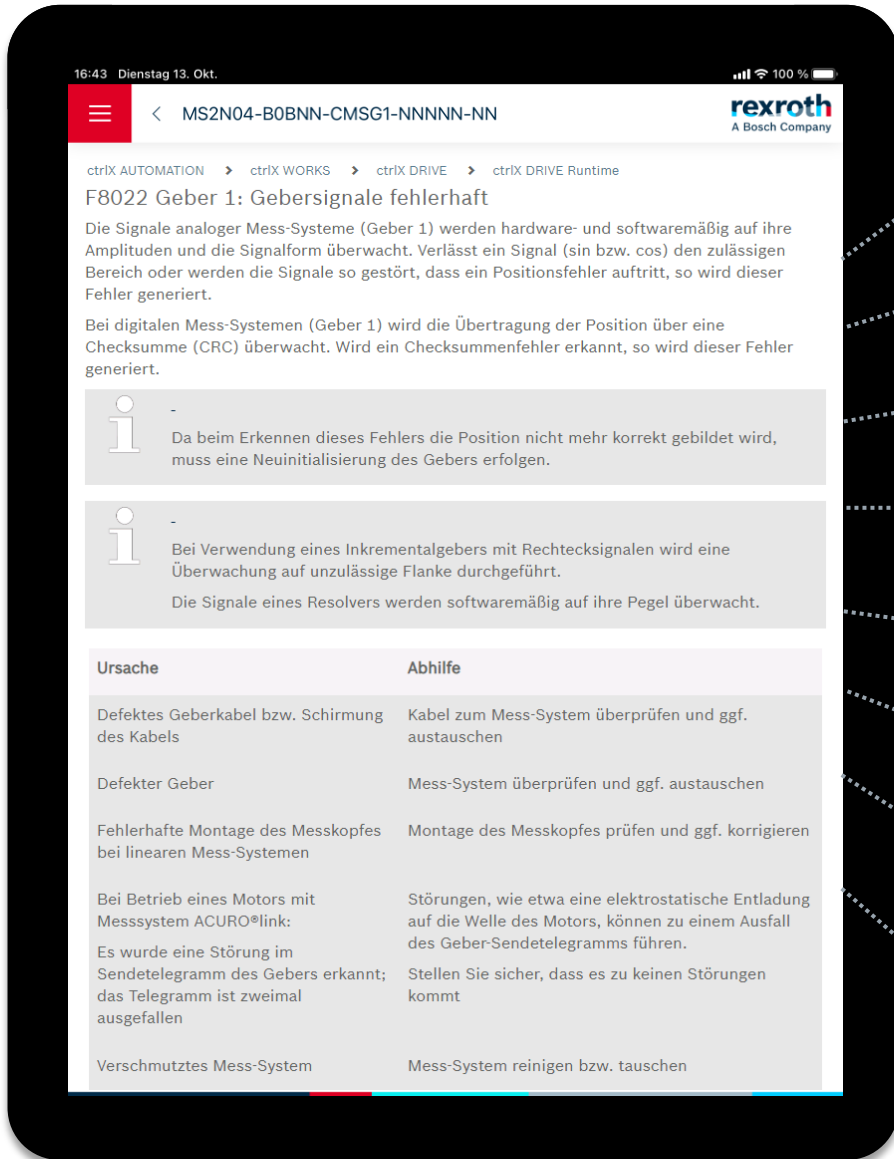 16:43 Dienstag 13. Okt.
100 %
MS2N04-B0BNN-CMSG1-NNNNN-NN
rexroth
A Bosch Company
ctrlX AUTOMATION > ctrlX WORKS > ctrlX DRIVE > ctrlX DRIVE Runtime
F8022 Geber 1: Gebersignale fehlerhaft
Die Signale analoger Mess-Systeme (Geber 1) werden hardware- und softwaremäßig auf ihre
Amplituden und die Signalform überwacht. Verlässt ein Signal (sin bzw. cos) den zulässigen
Bereich oder werden die Signale so gestört, dass ein Positionsfehler auftritt, so wird dieser
Fehler generiert.
Bei digitalen Mess-Systemen (Geber 1) wird die Übertragung der Position über eine
Checksumme (CRC) überwacht. Wird ein Checksummenfehler erkannt, so wird dieser Fehler
generiert.
-
Da beim Erkennen dieses Fehlers die Position nicht mehr korrekt gebildet wird,
muss eine Neuinitialisierung des Gebers erfolgen.
-
Bei Verwendung eines Inkrementalgebers mit Rechtecksignalen wird eine
Überwachung auf unzulässige Flanke durchgeführt.
Die Signale eines Resolvers werden softwaremäßig auf ihre Pegel überwacht.
Ursache
Abhilfe
Defektes Geberkabel bzw. Schirmung
des Kabels
Kabel zum Mess-System überprüfen und ggf.
austauschen
Defekter Geber
Mess-System überprüfen und ggf. austauschen
Fehlerhafte Montage des Messkopfes
bei linearen Mess-Systemen
Montage des Messkopfes prüfen und ggf. korrigieren
Bei Betrieb eines Motors mit
Messsystem ACURO®link:
Es wurde eine Störung im
Sendetelegramm des Gebers erkannt;
das Telegramm ist zweimal
ausgefallen
Störungen, wie etwa eine elektrostatische Entladung
auf die Welle des Motors, können zu einem Ausfall
des Geber-Sendetelegramms führen.
Stellen Sie sicher, dass es zu keinen Störungen
kommt
Verschmutztes Mess-System
Mess-System reinigen bzw. tauschen